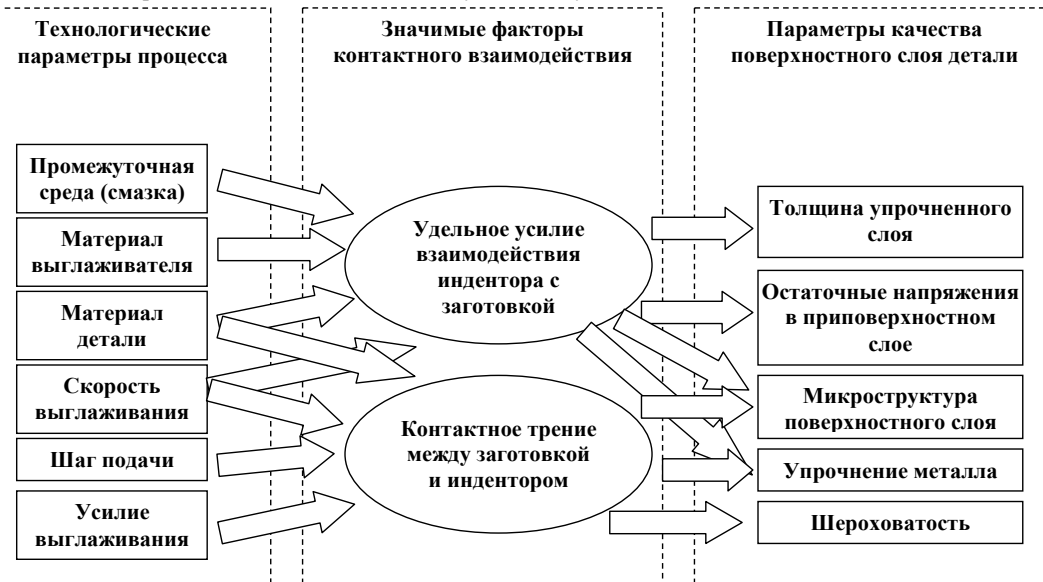 Технологические
параметры процесса
Значимые факторы
контактного взаимодействия
Параметры качества
поверхностного слоя детали
Промежуточная
среда (смазка)
Материал
выглаживателя
Материал
детали
Скорость
выглаживания
Шаг подачи
Усилие
выглаживания
Удельное усилие
взаимодействия
индентора с
заготовкой
Контактное трение
между заготовкой
и индентором
Толщина упрочненного
слоя
Остаточные напряжения
в приповерхностном
слое
Микроструктура
поверхностного слоя
Упрочнение металла
Шероховатость